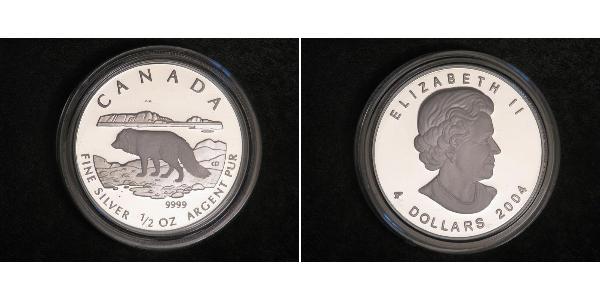 CANADA
9999
FINE SILVER 1/2 OZ ARGENT PUR
ELIZABETH II
4 DOLLARS 2004